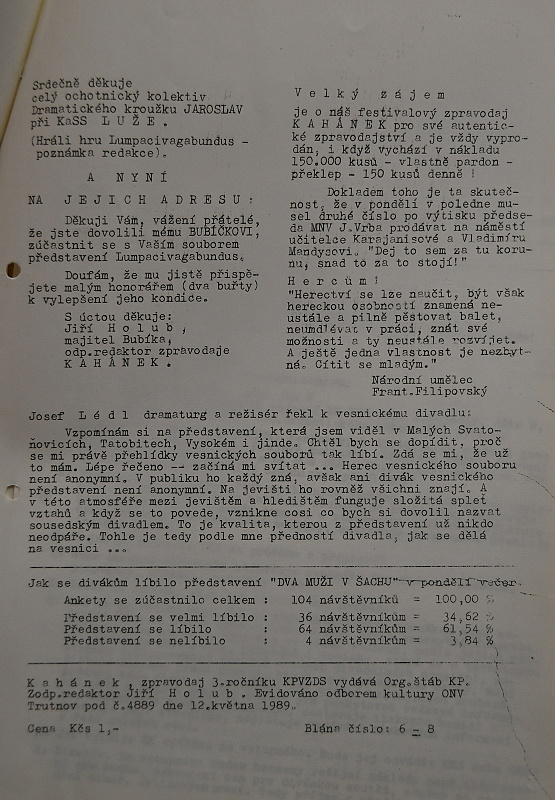 Srdečně děkuje
celý ochotnický kolektiv
Dramatického kroužku JAROSLAV
při KaSS L U Ž E .
(Hráli hru Lumpacivagabundus -
poznámka redakce).
A N Y N Í
NA J E J I C H A D R E S U :
Děkuji Vám, vážení přátelé,
že jste dovolili mému BUBÍČKOVI,
zúčastnit se s Vaším souborem
představení Lumpacivagabundus.
Doufám, že mu jistě přispě-
jete malým honorářem (dva buřty)
k vylepšení jeho kondice.
S úctou děkuje:
Jiří H o l u b ,
majitel Bubíka,
odp.redaktor zpravodaje
K A H Á N E K .
V e l k ý z á j e m
je o náš festivalový zpravodaj
K A H Á N E K pro své autentic-
ké zpravodajství a je vždy vypro-
dán, i když vychází v nákladu
150.000 kusů - vlastně pardon -
překlep - 150 kusů denně !
Dokladem toho je ta skuteč-
nost, že v pondělí v poledne mu-
sel druhé číslo po výtisku předse-
da MNV J.Vrba prodávat na náměstí
učitelce Karajanisové a Vladimíru
Mandysovi. "Dej to sem za tu koru-
nu, snad to za to stojí!"
H e r c ů m !
"Herectví se lze naučit, být však
hereckou osobností znamená ne-
ustále a pilně pěstovat balet,
neumdlévat v práci, znát své
možnosti a ty neustále rozvíjet.
A ještě jedna vlastnost je nezbyt-
ná. Cítit se mladým."
Národní umělec
Frant.Filipovský
Josef L é d l dramaturg a režisér řekl k vesnickému divadlu:
Vzpomínám si na představení, která jsem viděl v Malých Svato-
ňovicích, Tatobitech, Vysokém i jinde. Chtěl bych se dopídit, proč
se mi právě přehlídky vesnických souborů tak líbí. Zdá se mi, že už
to mám. Lépe řečeno -- začíná mi svítat ... Herec vesnického souboru
není anonymní. V publiku ho každý zná, avšak ani divák vesnického
představení není anonymní. Na jevišti ho rovněž všichni znají. A
v této atmosféře mezi jevištěm a hledištěm funguje složitá spleť
vztahů a když se to povede, vznikne cosi co bych si dovolil nazvat
sousedským divadlem. To je kvalita, kterou z představení už nikdo
neodpáře. Tohle je tedy podle mne předností divadla, jak se dělá
na vesnici ...
Jak se divákům líbilo představení "DVA MUŽI V ŠACHU" v pondělí večer.
Ankety se zúčastnilo celkem : 104 návštěvníků = 100,00 %
Představení se velmi líbilo : 36 návštěvníkům = 34,62 %
Představení se líbilo : 64 návštěvníkům = 61,54 %
Představení se nelíbilo : 4 návštěvníkům = 3,84 %
K a h á n e k , zpravodaj 3.ročníku KPVZDS vydává Org.štáb KP.
Zodp.redaktor Jiří H o l u b . Evidováno odborem kultury ONV
Trutnov pod č.4889 dne 12.května 1989.
Cena Kčs 1,- Blána číslo: 6 - 8